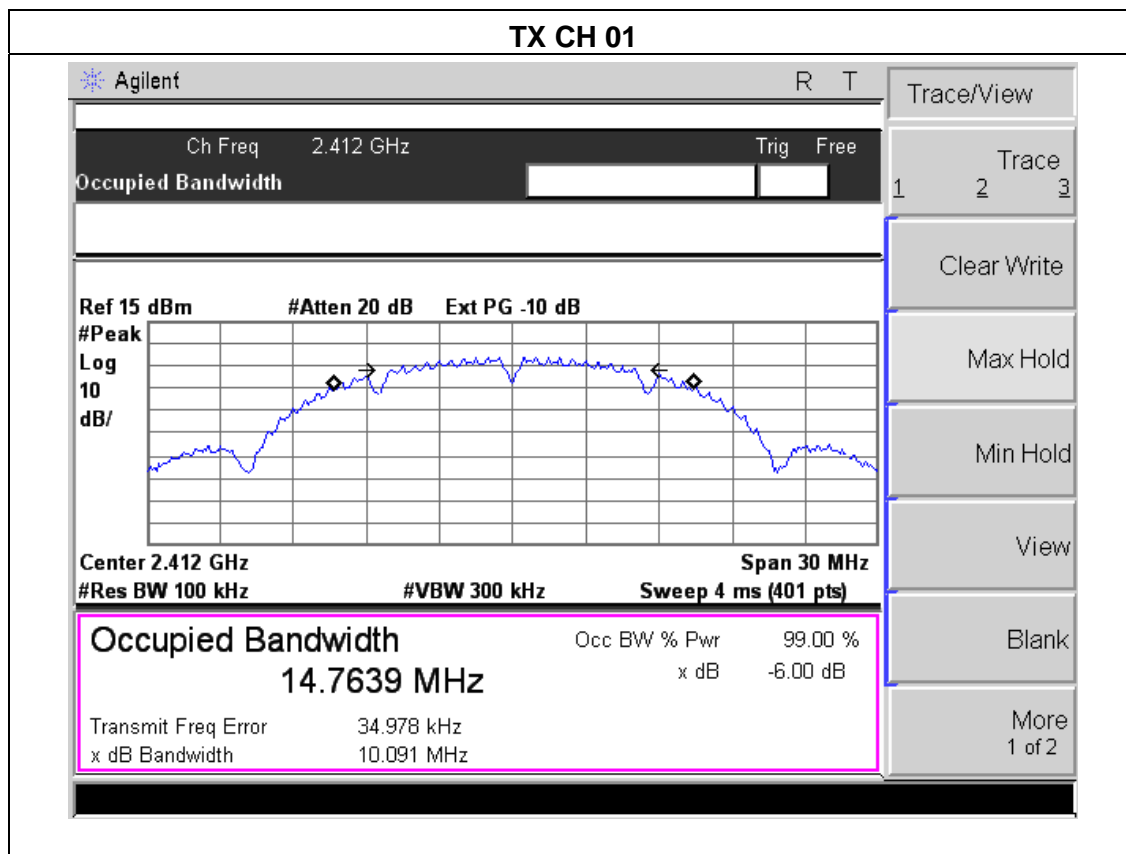 TX CH 01
Agilent R T
Trace/View
Ch Freq 2.412 GHz Trig Free
Occupied Bandwidth
Trace
1 2 3
Clear Write
Ref 15 dBm #Atten 20 dB Ext PG -10 dB
#Peak
Log
10
dB/
Max Hold
Min Hold
View
Center 2.412 GHz Span 30 MHz
#Res BW 100 kHz #VBW 300 kHz Sweep 4 ms (401 pts)
Occupied Bandwidth Occ BW % Pwr 99.00 %
14.7639 MHz x dB -6.00 dB
Blank
Transmit Freq Error 34.978 kHz
x dB Bandwidth 10.091 MHz
More
1 of 2